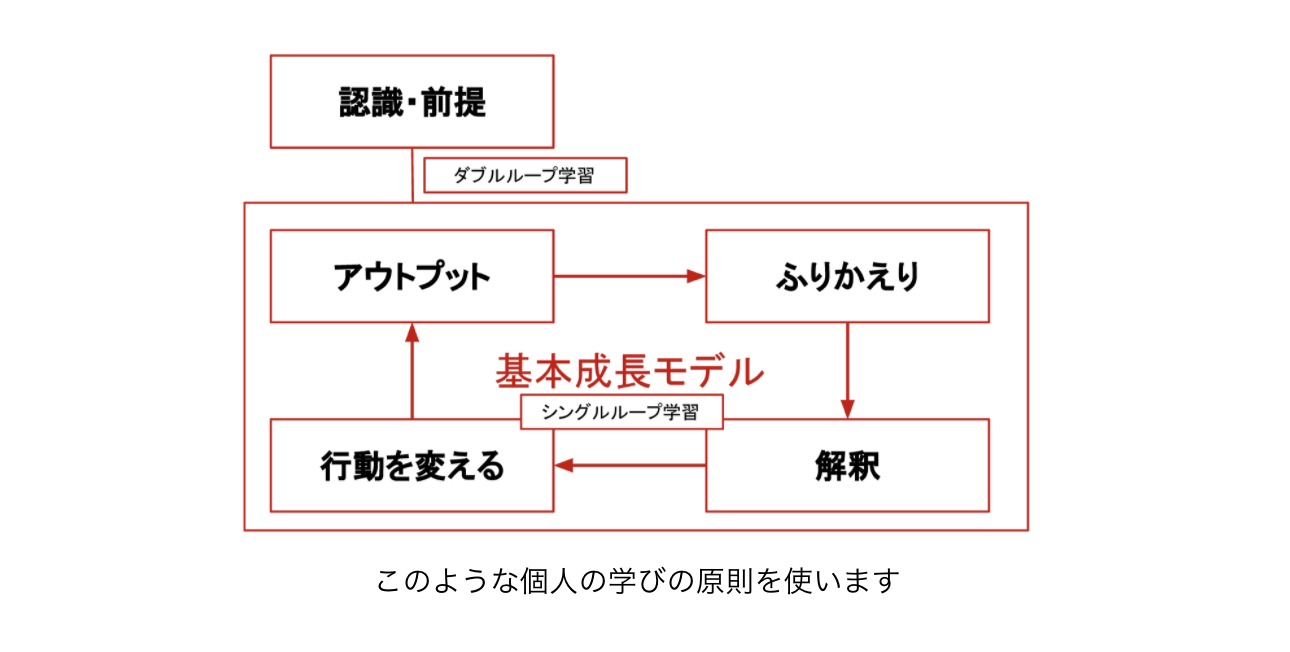 認識・前提
ダブルループ学習
アウトプット
ふりかえり
基本成長モデル
シングルループ学習
行動を変える
解釈
このような個人の学びの原則を使います